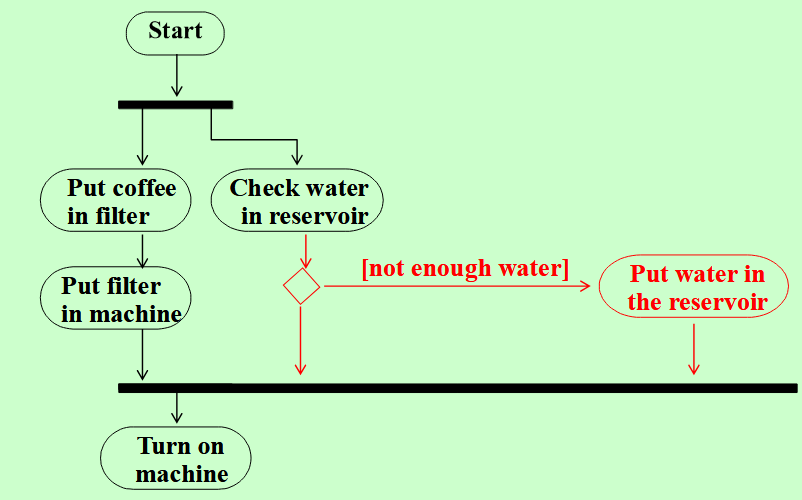 Start
Put coffee
in filter
Check water
in reservoir
[not enough water]
Put water in
the reservoir
Put filter
in machine
Turn on
machine